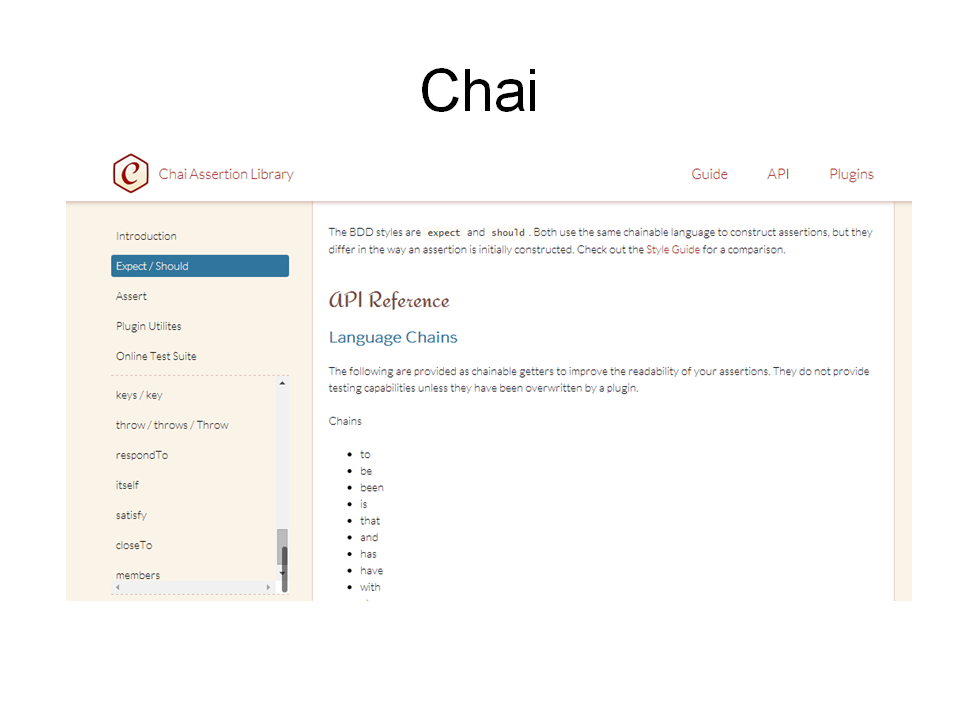 Chai
Chai Assertion Library
Guide
API
Plugins
Introduction
Expect / Should
Assert
Plugin Utilites
Online Test Suite
keys / key
throw / throws / Throw
respondTo
itself
satisfy
closeTo
members
The BDD styles are expect and should . Both use the same chainable language to construct assertions, but they
differ in the way an assertion is initially constructed. Check out the Style Guide for a comparison.
API Reference
Language Chains
The following are provided as chainable getters to improve the readability of your assertions. They do not provide
testing capabilities unless they have been overwritten by a plugin.
Chains
to
be
been
is
that
and
has
have
with